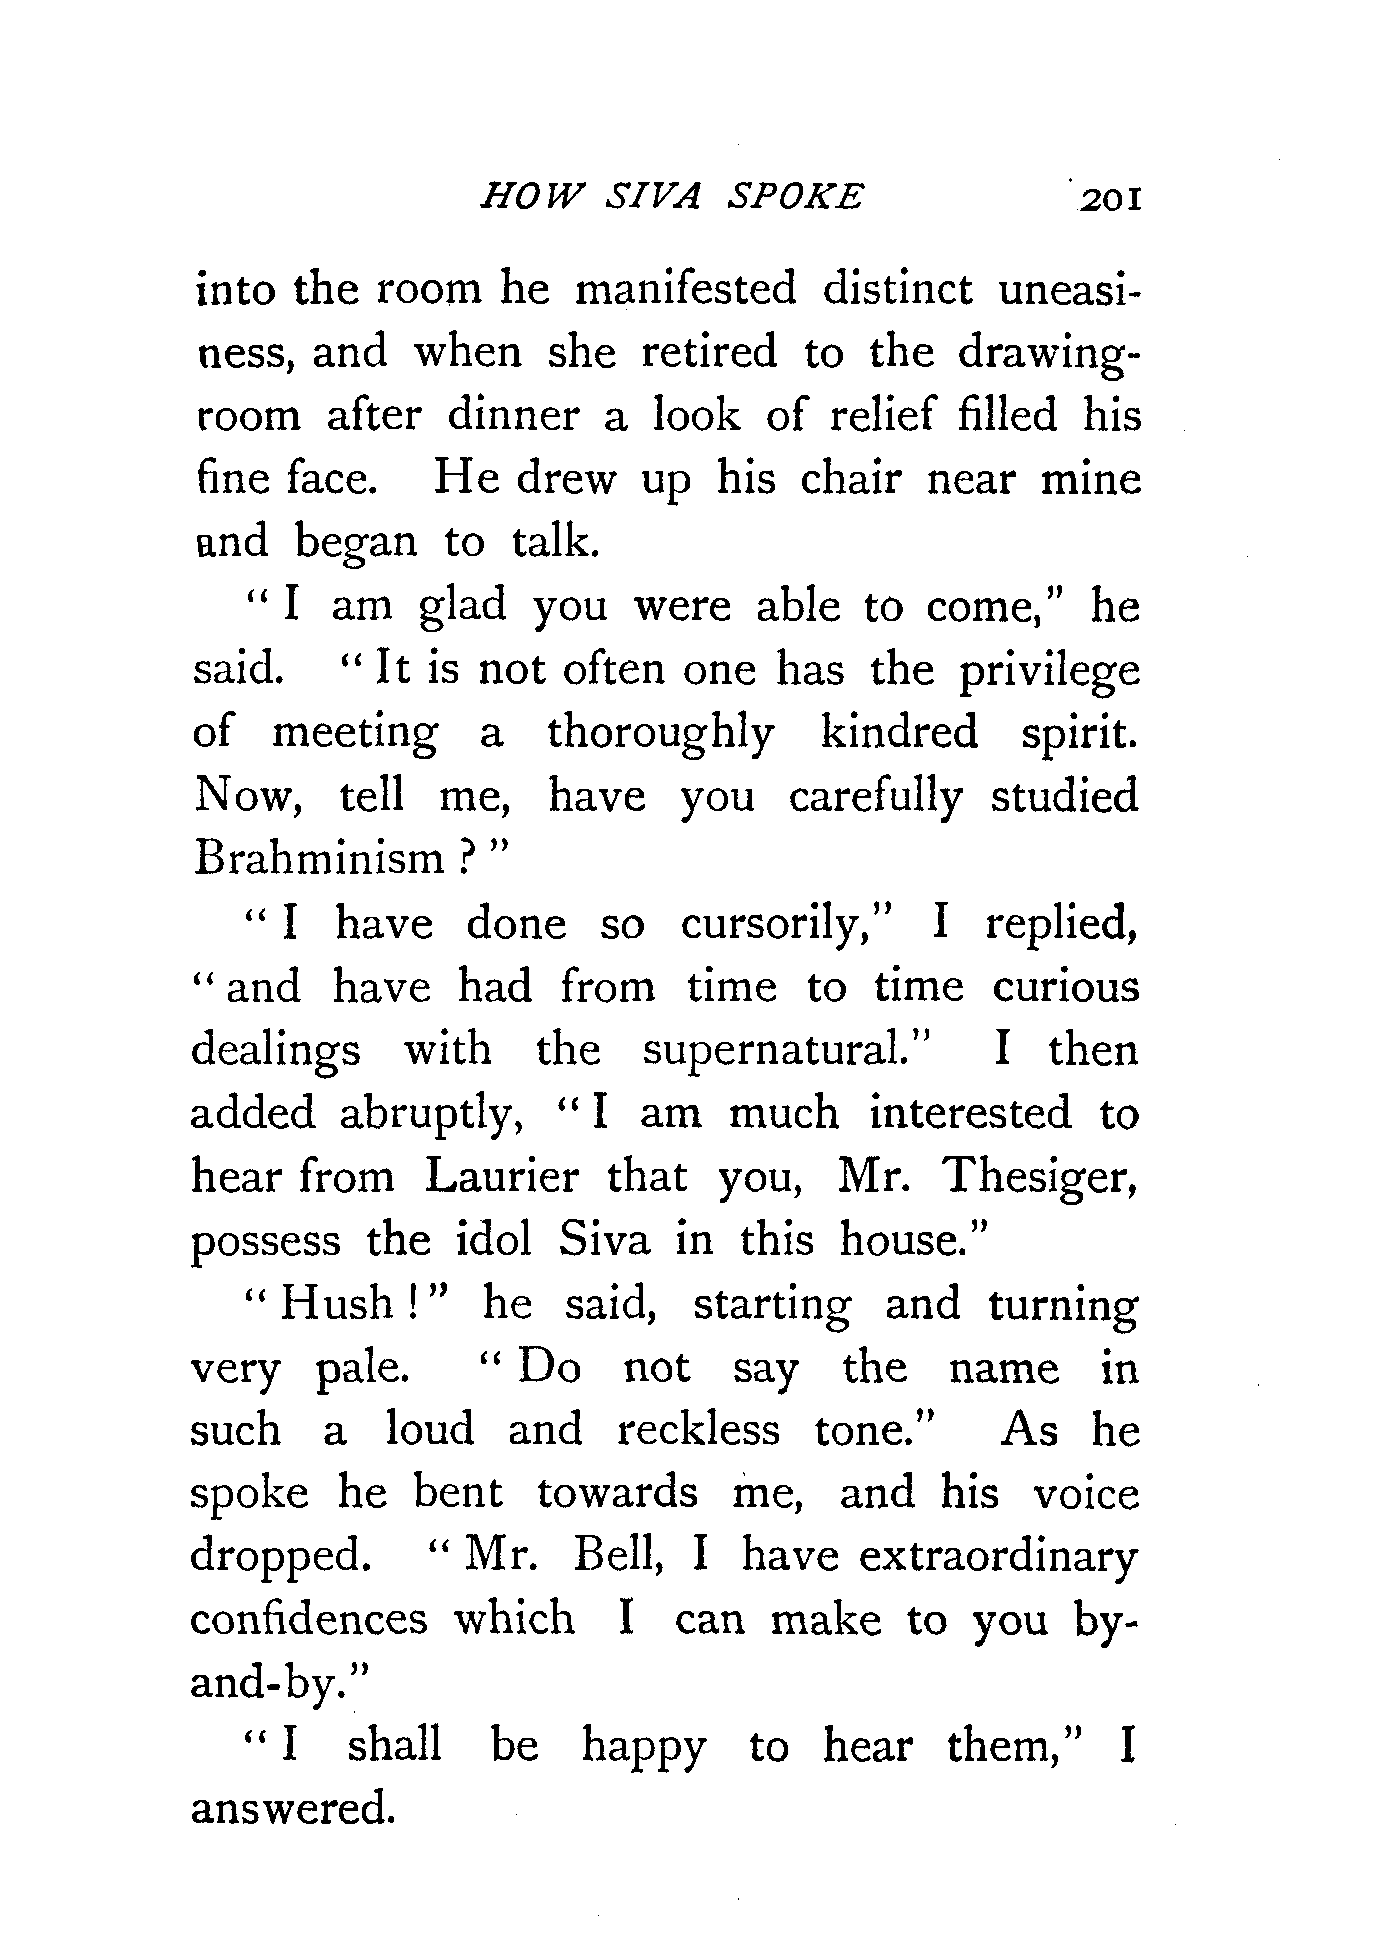 HOW SIVA SPOKE 201
into the room he manifested distinct uneasi-
ness, and when she retired to the drawing-
room after dinner a look of relief filled his
fine face. He drew up his chair near mine
and began to talk.
" I am glad you were able to come," he
said. " It is not often one has the privilege
of meeting a thoroughly kindred spirit.
Now, tell me, have you carefully studied
Brahminism ? "
" I have done so cursorily," I replied,
" and have had from time to time curious
dealings with the supernatural." I then
added abruptly, " I am much interested to
hear from Laurier that you, Mr. Thesiger,
possess the idol Siva in this house."
" Hush ! " he said, starting and turning
very pale. " Do not say the name in
such a loud and reckless tone." As he
spoke he bent towards me, and his voice
dropped. " Mr. Bell, I have extraordinary
confidences which I can make to you by-
and-by."
" I shall be happy to hear them," I
answered.